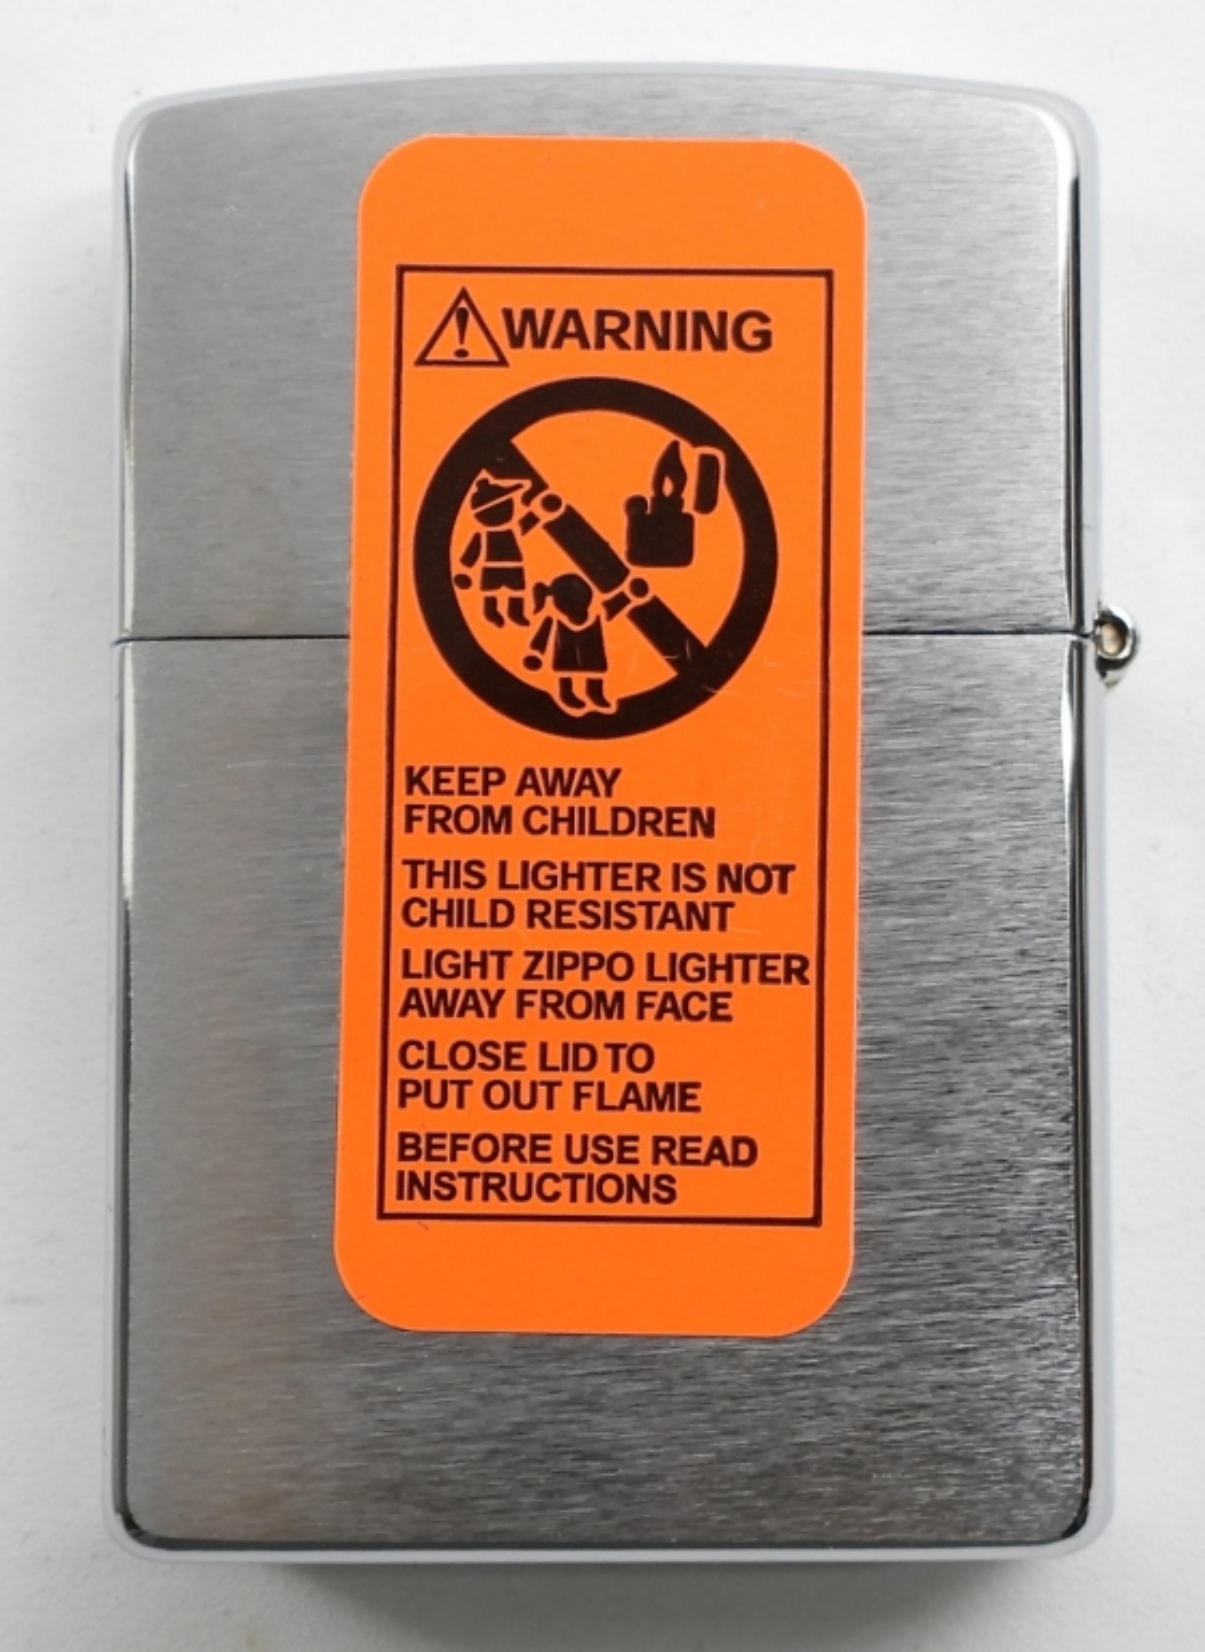 WARNING
KEEP AWAY
FROM CHILDREN
THIS LIGHTER IS NOT
CHILD RESISTANT
LIGHT ZIPPO LIGHTER
AWAY FROM FACE
CLOSE LID TO
PUT OUT FLAME
BEFORE USE READ
INSTRUCTIONS